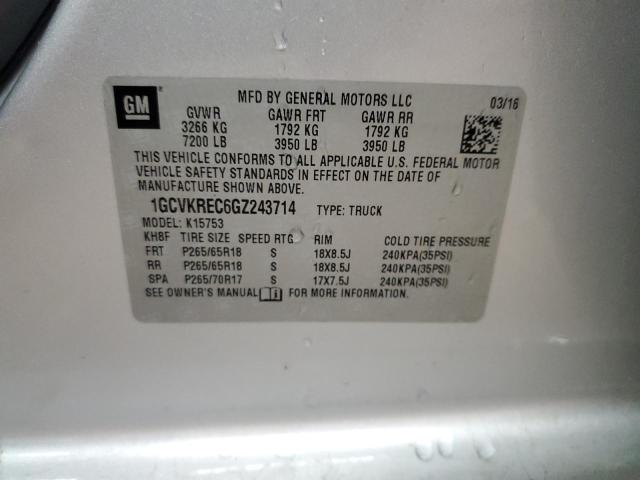 GM
MFD BY GENERAL MOTORS LLC 03/16
GVWR GAWR FRT GAWR RR
3266 KG 1792 KG 1792 KG
7200 LB 3950 LB 3950 LB
THIS VEHICLE CONFORMS TO ALL APPLICABLE U.S. FEDERAL MOTOR
VEHICLE SAFETY STANDARDS IN EFFECT ON THE DATE OF
MANUFACTURE SHOWN ABOVE.
1GCVKREC6GZ243714 TYPE: TRUCK
MODEL: K15753
KH8F TIRE SIZE SPEED RTG RIM COLD TIRE PRESSURE
FRT P265/65R18 S 18X8.5J 240KPA(35PSI)
RR P265/65R18 S 18X8.5J 240KPA(35PSI)
SPA P265/70R17 S 17X7.5J 240KPA(35PSI)
SEE OWNER'S MANUAL FOR MORE INFORMATION.